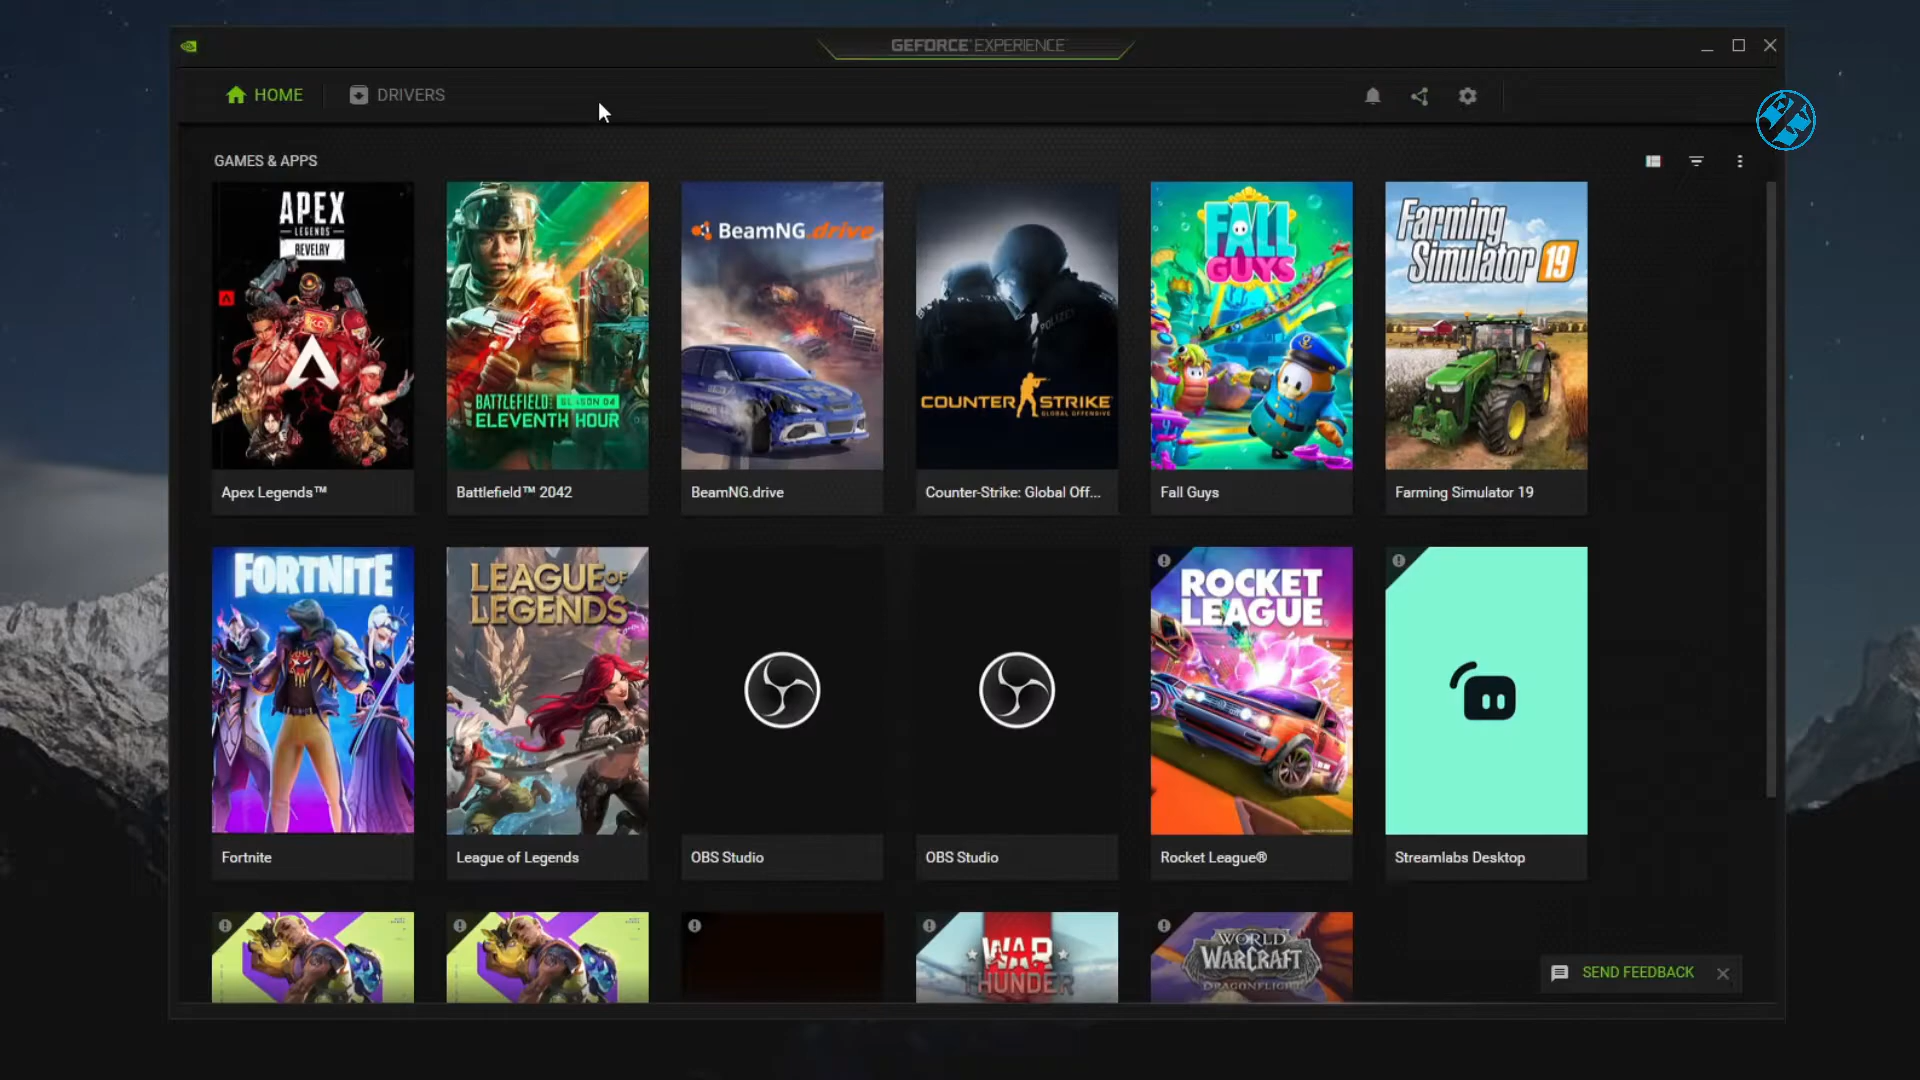 GEFORCE® EXPERIENCE
HOME
DRIVERS
GAMES & APPS
APEX
LEGENDS
REVELRY
BATTLEFIELD: SEASON 04
ELEVENTH HOUR
BeamNG.drive
POLIZEI
COUNTER STRIKE
GLOBAL OFFENSIVE
FALL
GUYS
Farming
Simulator 19
Apex Legends™
Battlefield™ 2042
BeamNG.drive
Counter-Strike: Global Off...
Fall Guys
Farming Simulator 19
FORTNITE
LEAGUE OF
LEGENDS
ROCKET
LEAGUE
Fortnite
League of Legends
OBS Studio
OBS Studio
Rocket League®
Streamlabs Desktop
WAR
THUNDER
WORLD
WARCRAFT
DRAGONFLIGHT
SEND FEEDBACK